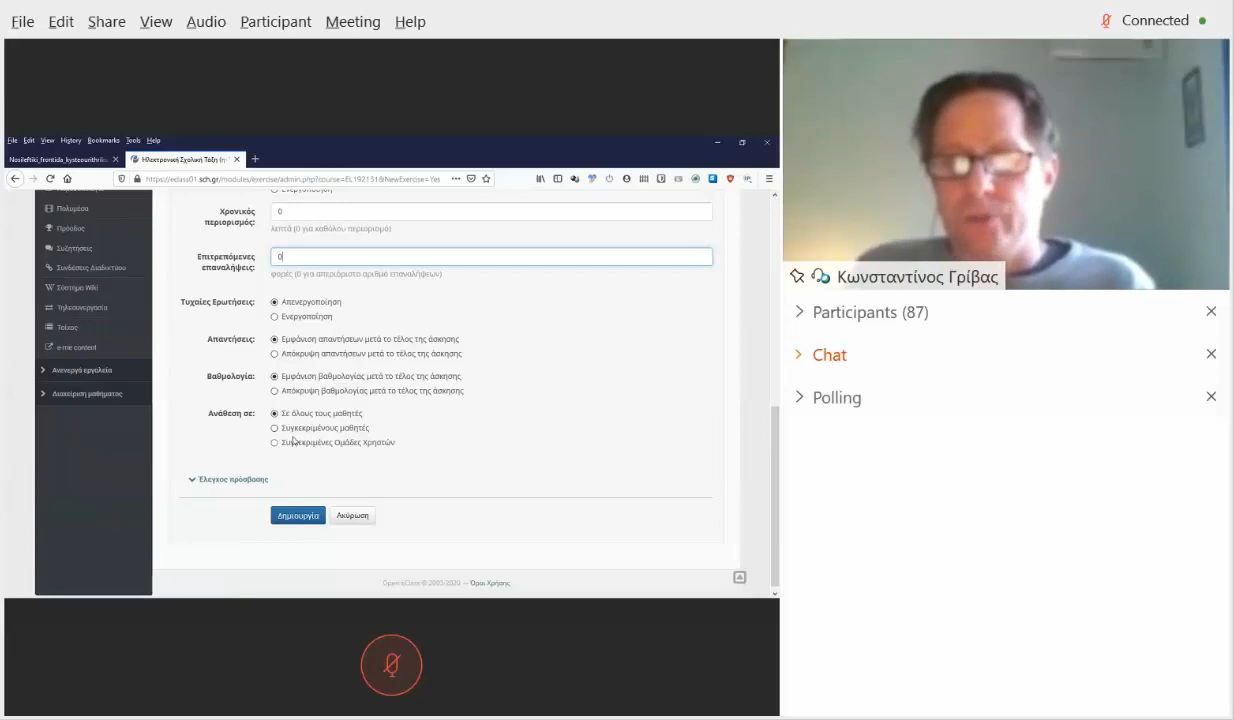 File Edit Share View Audio Participant Meeting Help
Connected
File Edit View History Bookmarks Tools Help
Nosileftiki_frontida_kysteourithrik
Ηλεκτρονική Σχολική Τάξη (η
https://eclass01.sch.gr/modules/exercise/admin.php?course=EL192131&NewExercise=Yes
Πολυμέσα
Πρόοδος
Συζητήσεις
Συνδέσεις Διαδικτύου
Σύστημα Wiki
Τηλεσυνεργασία
Τοίχος
e-me content
Ανενεργά εργαλεία
Διαχείριση μαθήματος
Ενεργοποίηση
Χρονικός περιορισμός:
0
λεπτά (0 για καθόλου περιορισμό)
Επιτρεπόμενες επαναλήψεις:
0
φορές (0 για απεριόριστο αριθμό επαναλήψεων)
Τυχαίες Ερωτήσεις:
Απενεργοποίηση
Ενεργοποίηση
Απαντήσεις:
Εμφάνιση απαντήσεων μετά το τέλος της άσκησης
Απόκρυψη απαντήσεων μετά το τέλος της άσκησης
Βαθμολογία:
Εμφάνιση βαθμολογίας μετά το τέλος της άσκησης
Απόκρυψη βαθμολογίας μετά το τέλος της άσκησης
Ανάθεση σε:
Σε όλους τους μαθητές
Συγκεκριμένους μαθητές
Συγκεκριμένες Ομάδες Χρηστών
Έλεγχος πρόσβασης
Δημιουργία
Ακύρωση
Open eClass © 2003-2020 — Όροι Χρήσης
Κωνσταντίνος Γρίβας
Participants (87)
Chat
Polling